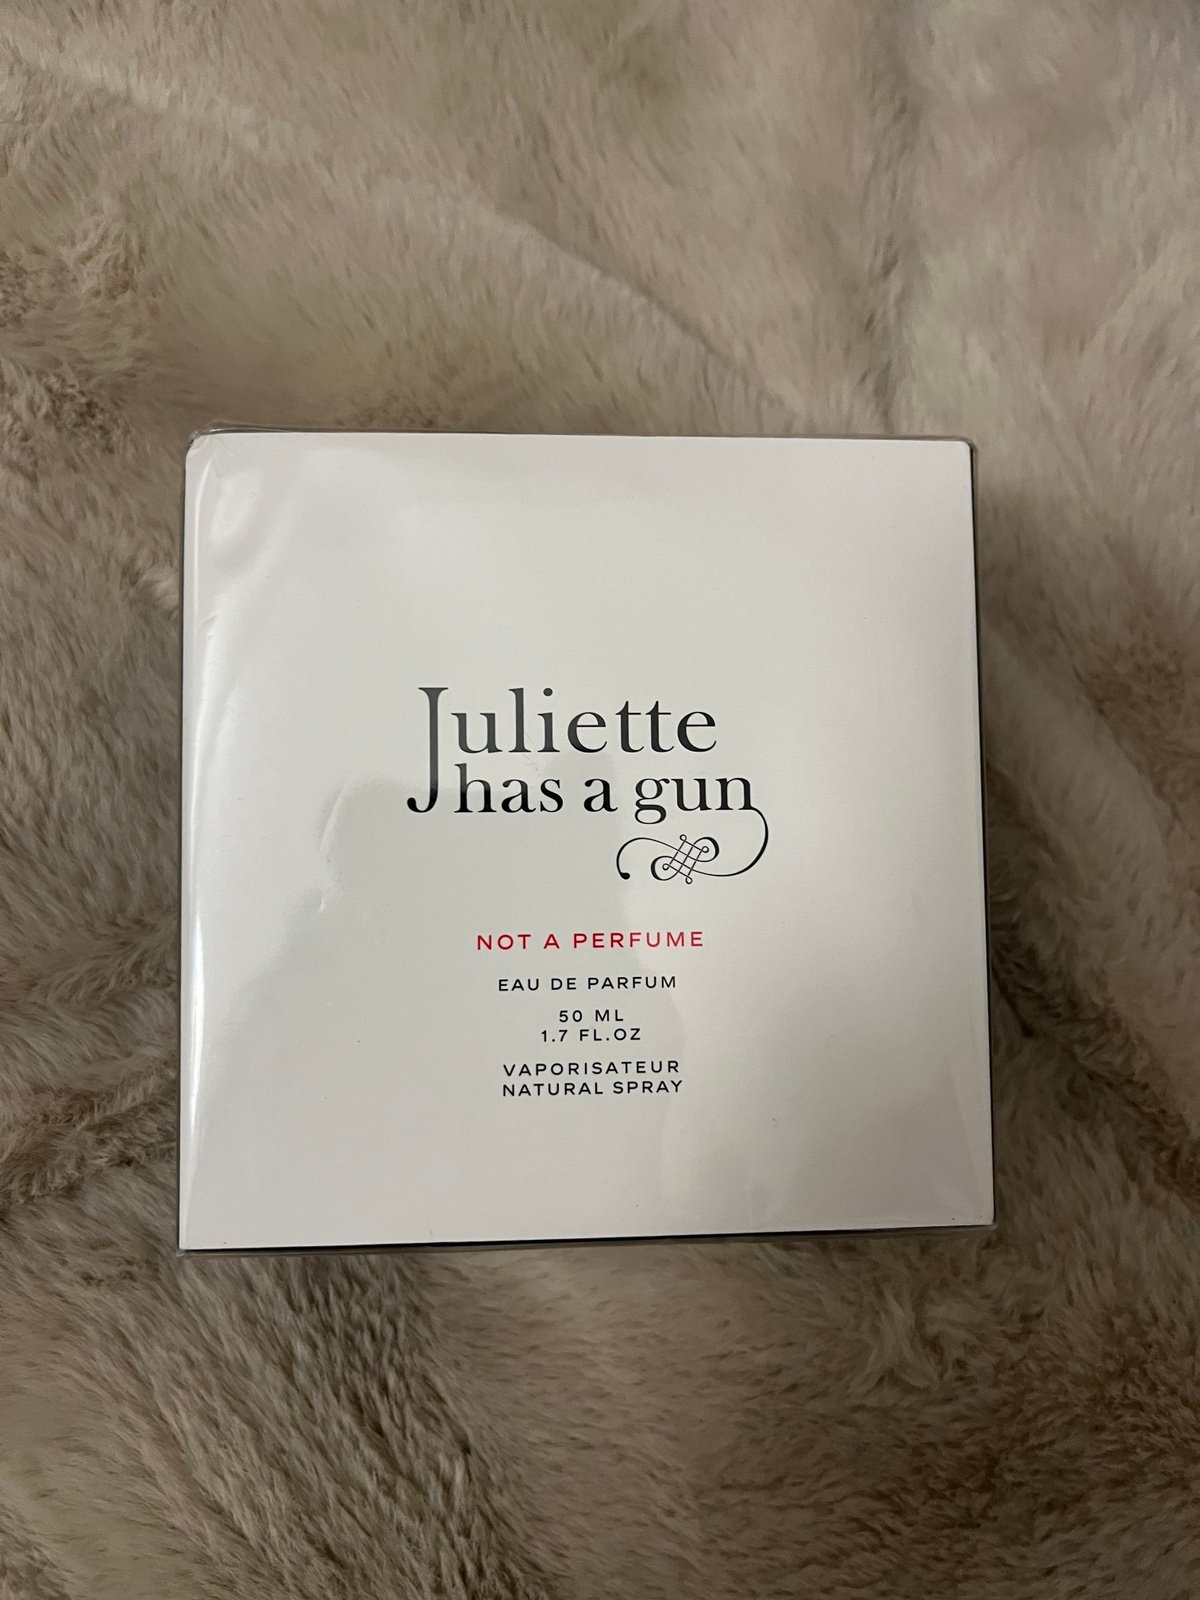 Juliette
has a gun
NOT A PERFUME
EAU DE PARFUM
50 ML
1.7 FL.OZ
VAPORISATEUR
NATURAL SPRAY